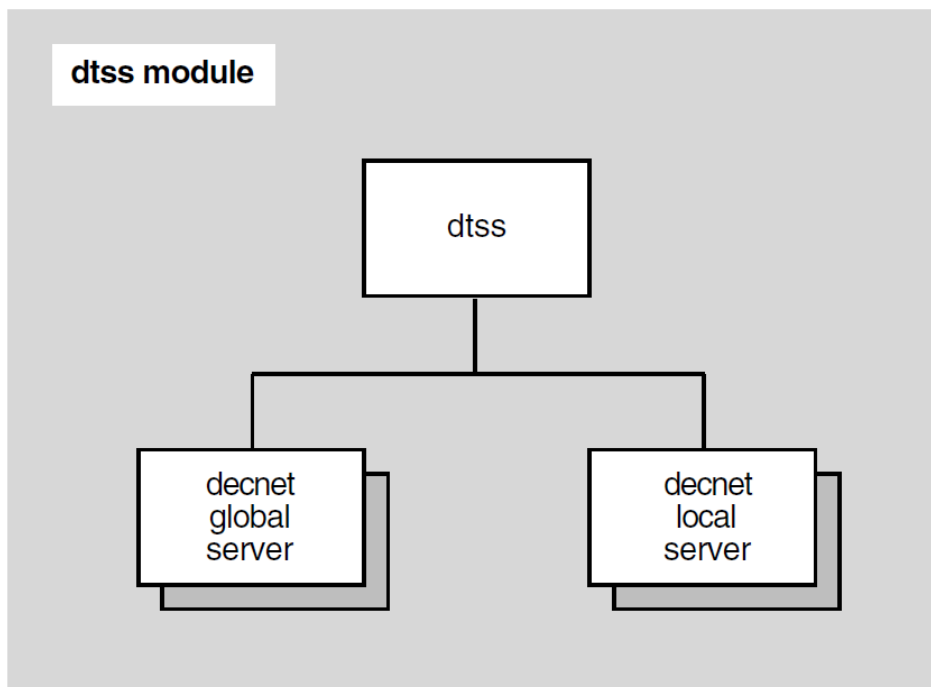 dtss module
dtss
decnet
global
server
decnet
local
server